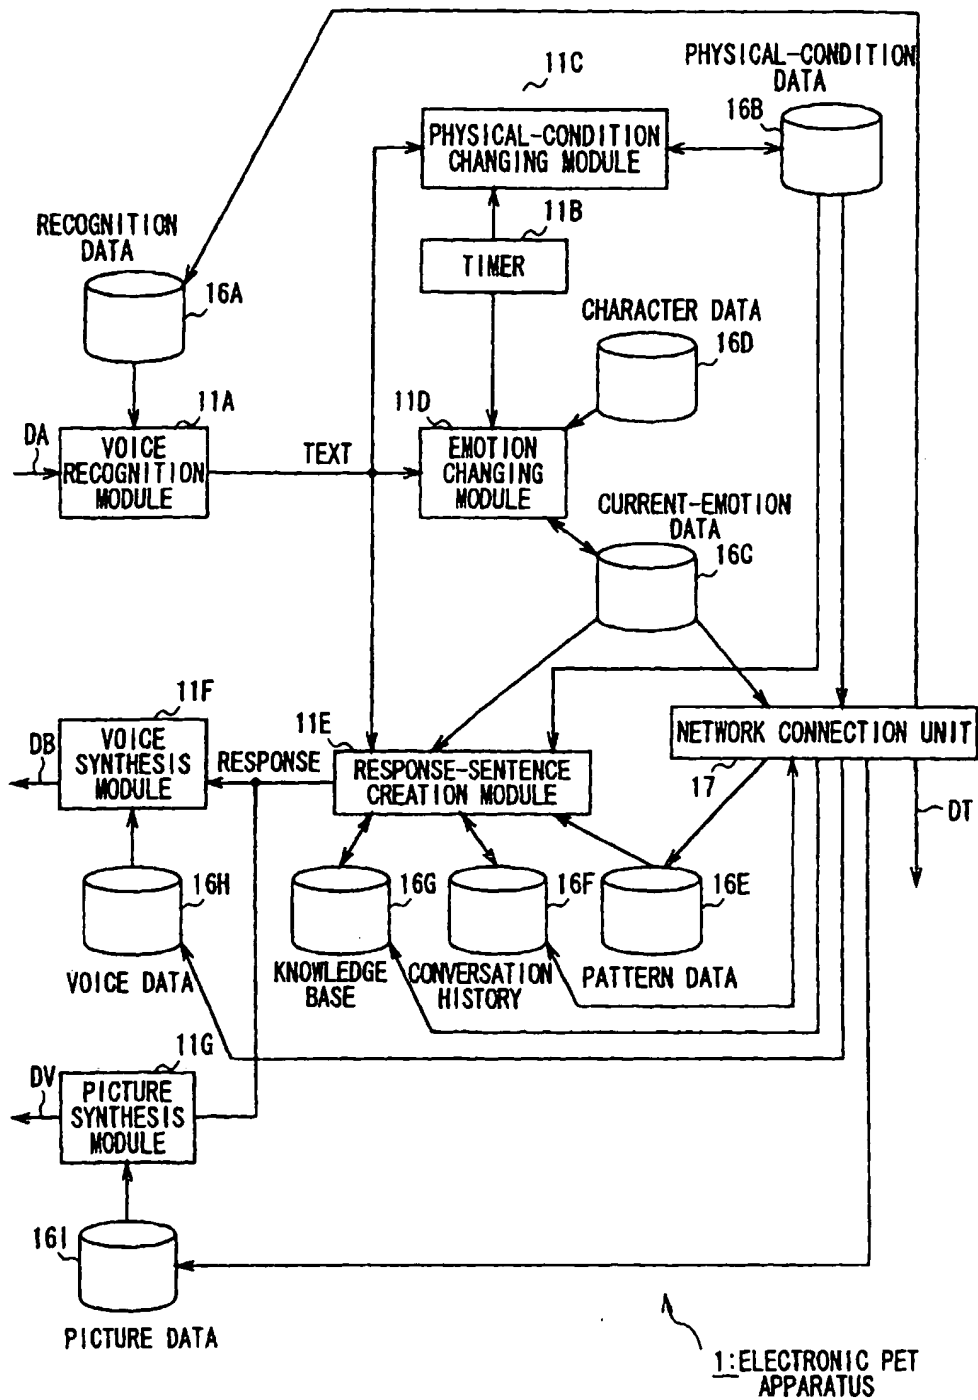 11C
PHYSICAL-CONDITION
DATA
16B
PHYSICAL-CONDITION
CHANGING MODULE
11B
TIMER
RECOGNITION
DATA
16A
CHARACTER DATA
16D
11A
VOICE
RECOGNITION
MODULE
DA
TEXT
11D
EMOTION
CHANGING
MODULE
CURRENT-EMOTION
DATA
16C
11F
VOICE
SYNTHESIS
MODULE
DB
RESPONSE
11E
RESPONSE-SENTENCE
CREATION MODULE
NETWORK CONNECTION UNIT
17
DT
16H
VOICE DATA
16G
KNOWLEDGE
BASE
16F
CONVERSATION
HISTORY
16E
PATTERN DATA
11G
PICTURE
SYNTHESIS
MODULE
DV
16I
PICTURE DATA
1:ELECTRONIC PET
APPARATUS